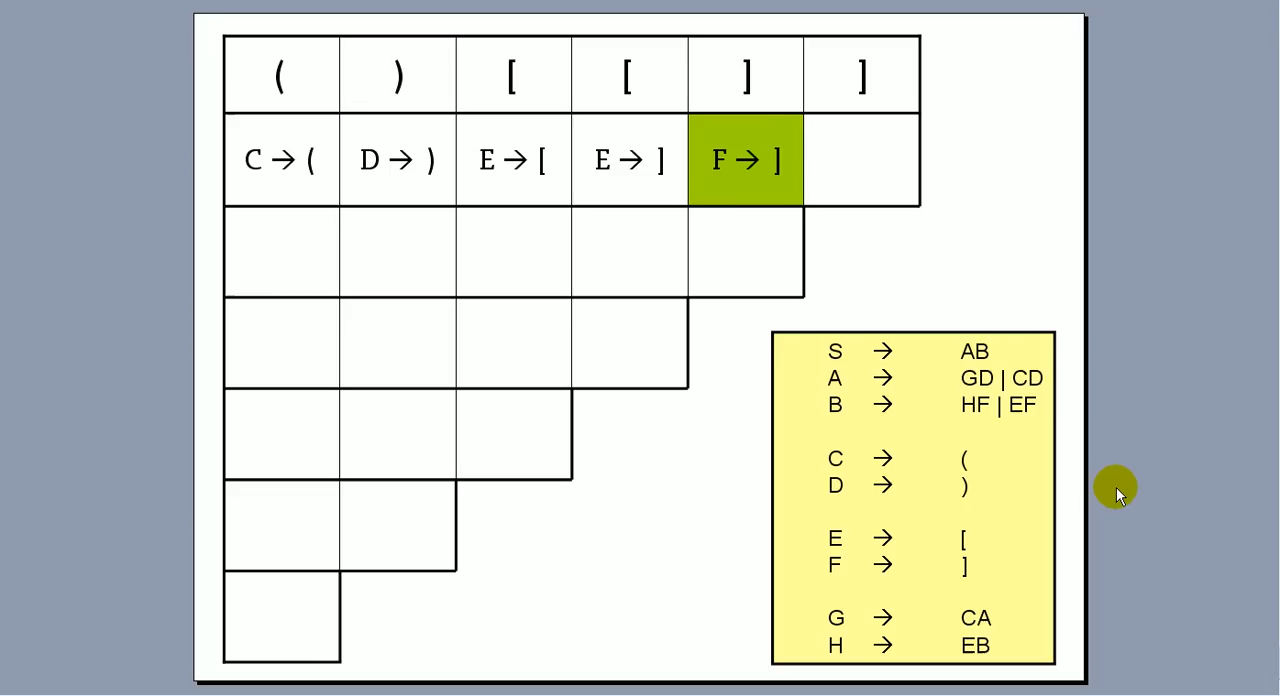 ( ) [ [ ] ]
C → ( D → ) E → [ E → ] F → ]
S → AB
A → GD | CD
B → HF | EF
C → (
D → )
E → [
F → ]
G → CA
H → EB